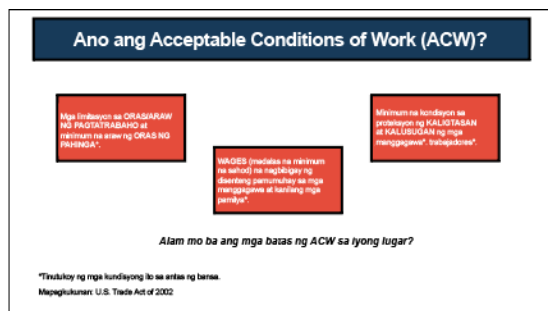 Ano ang Acceptable Conditions of Work (ACW)?
Mga limitasyon sa ORAS/ARAW
NG PAGTATRABAHO at
minimum na araw ng ORAS NG
PAHINGA*.
WAGES (madalas na minimum
na sahod) na nagbibigay ng
disenteng pamumuhay sa mga
manggagawa at kanilang mga
pamilya*.
Minimum na kondisyon sa
proteksyon ng KALIGTASAN
at KALUSUGAN ng mga
manggagawa*. trabajadores*.
Alam mo ba ang mga batas ng ACW sa iyong lugar?
*Tinutukoy ng mga kundisyong ito sa antas ng bansa.
Mapagkukunan: U.S. Trade Act of 2002